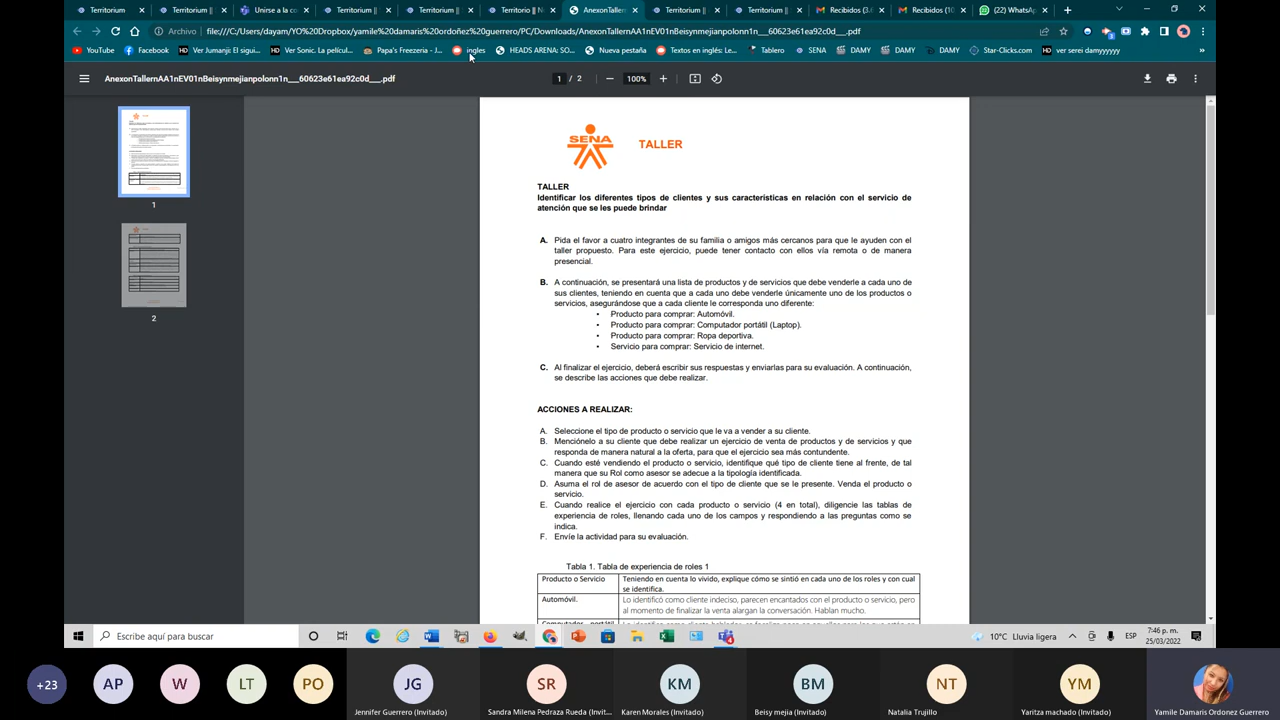 Territorium
Territorium ||
Unirse a la co
Territorium ||
Territorium ||
Territorio || N
AnexonTaller
Territorium ||
Territorium ||
Recibidos (3.
Recibidos (10
(22) WhatsA
Archivo | file:///C:/Users/dayam/YO%20Dropbox/yamile%20damaris%20ordoñez%20guerrero/PC/Downloads/AnexonTallernAA1nEV01nBeisynmejianpolonn1n___60623e61ea92c0d__.pdf
YouTube
Facebook
Ver Jumanji El sigui...
Ver Sonic. La pelícu...
Papa's Freezeria - J...
ingles
HEADS ARENA: SO...
Nueva pestaña
Textos en inglés: Le...
Tablero
SENA
DAMY
DAMY
DAMY
Star-Clicks.com
ver serei damyyyyyy
»
AnexonTallernAA1nEV01nBeisynmejianpolonn1n___60623e61ea92c0d__.pdf
1 / 2
100%
1
2
SENA
TALLER
TALLER
Identificar los diferentes tipos de clientes y sus características en relación con el servicio de
atención que se les puede brindar
A. Pida el favor a cuatro integrantes de su familia o amigos más cercanos para que le ayuden con el
taller propuesto. Para este ejercicio, puede tener contacto con ellos vía remota o de manera
presencial.
B. A continuación, se presentará una lista de productos y de servicios que debe venderle a cada uno de
sus clientes, teniendo en cuenta que a cada uno debe venderle únicamente uno de los productos o
servicios, asegurándose que a cada cliente le corresponda uno diferente:
• Producto para comprar: Automóvil.
• Producto para comprar: Computador portátil (Laptop).
• Producto para comprar: Ropa deportiva.
• Servicio para comprar: Servicio de internet.
C. Al finalizar el ejercicio, deberá escribir sus respuestas y enviarlas para su evaluación. A continuación,
se describe las acciones que debe realizar.
ACCIONES A REALIZAR:
A. Seleccione el tipo de producto o servicio que le va a vender a su cliente.
B. Menciónelo a su cliente que debe realizar un ejercicio de venta de productos y de servicios y que
responda de manera natural a la oferta, para que el ejercicio sea más contundente.
C. Cuando esté vendiendo el producto o servicio, identifique qué tipo de cliente tiene al frente, de tal
manera que su Rol como asesor se adecue a la tipología identificada.
D. Asuma el rol de asesor de acuerdo con el tipo de cliente que se le presente. Venda el producto o
servicio.
E. Cuando realice el ejercicio con cada producto o servicio (4 en total), diligencie las tablas de
experiencia de roles, llenando cada uno de los campos y respondiendo a las preguntas como se
indica.
F. Envíe la actividad para su evaluación.
Tabla 1. Tabla de experiencia de roles 1
Producto o Servicio
Teniendo en cuenta lo vivido, explique cómo se sintió en cada uno de los roles y con cual
se identifica.
Automóvil.
Lo identificó como cliente indeciso, parecen encantados con el producto o servicio, pero
al momento de finalizar la venta alargan la conversación. Hablan mucho.
Computador portátil
Escribe aquí para buscar
10°C Lluvia ligera
ESP
7:46 p. m.
25/03/2022
+23
AP
W
LT
PO
JG
SR
KM
BM
NT
YM
Jennifer Guerrero (Invitado)
Sandra Milena Pedraza Rueda (Invit...
Karen Morales (Invitado)
Beisy mejia (Invitado)
Natalia Trujillo
Yaritza machado (Invitado)
Yamile Damaris Ordonez Guerrero